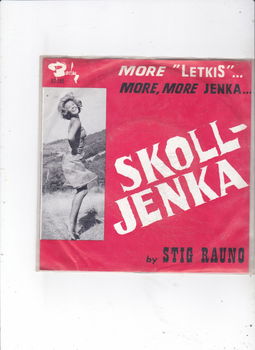 MORE "LETKIS"...
MORE, MORE JENKA...
SKOLL-
JENKA
by STIG RAUNO